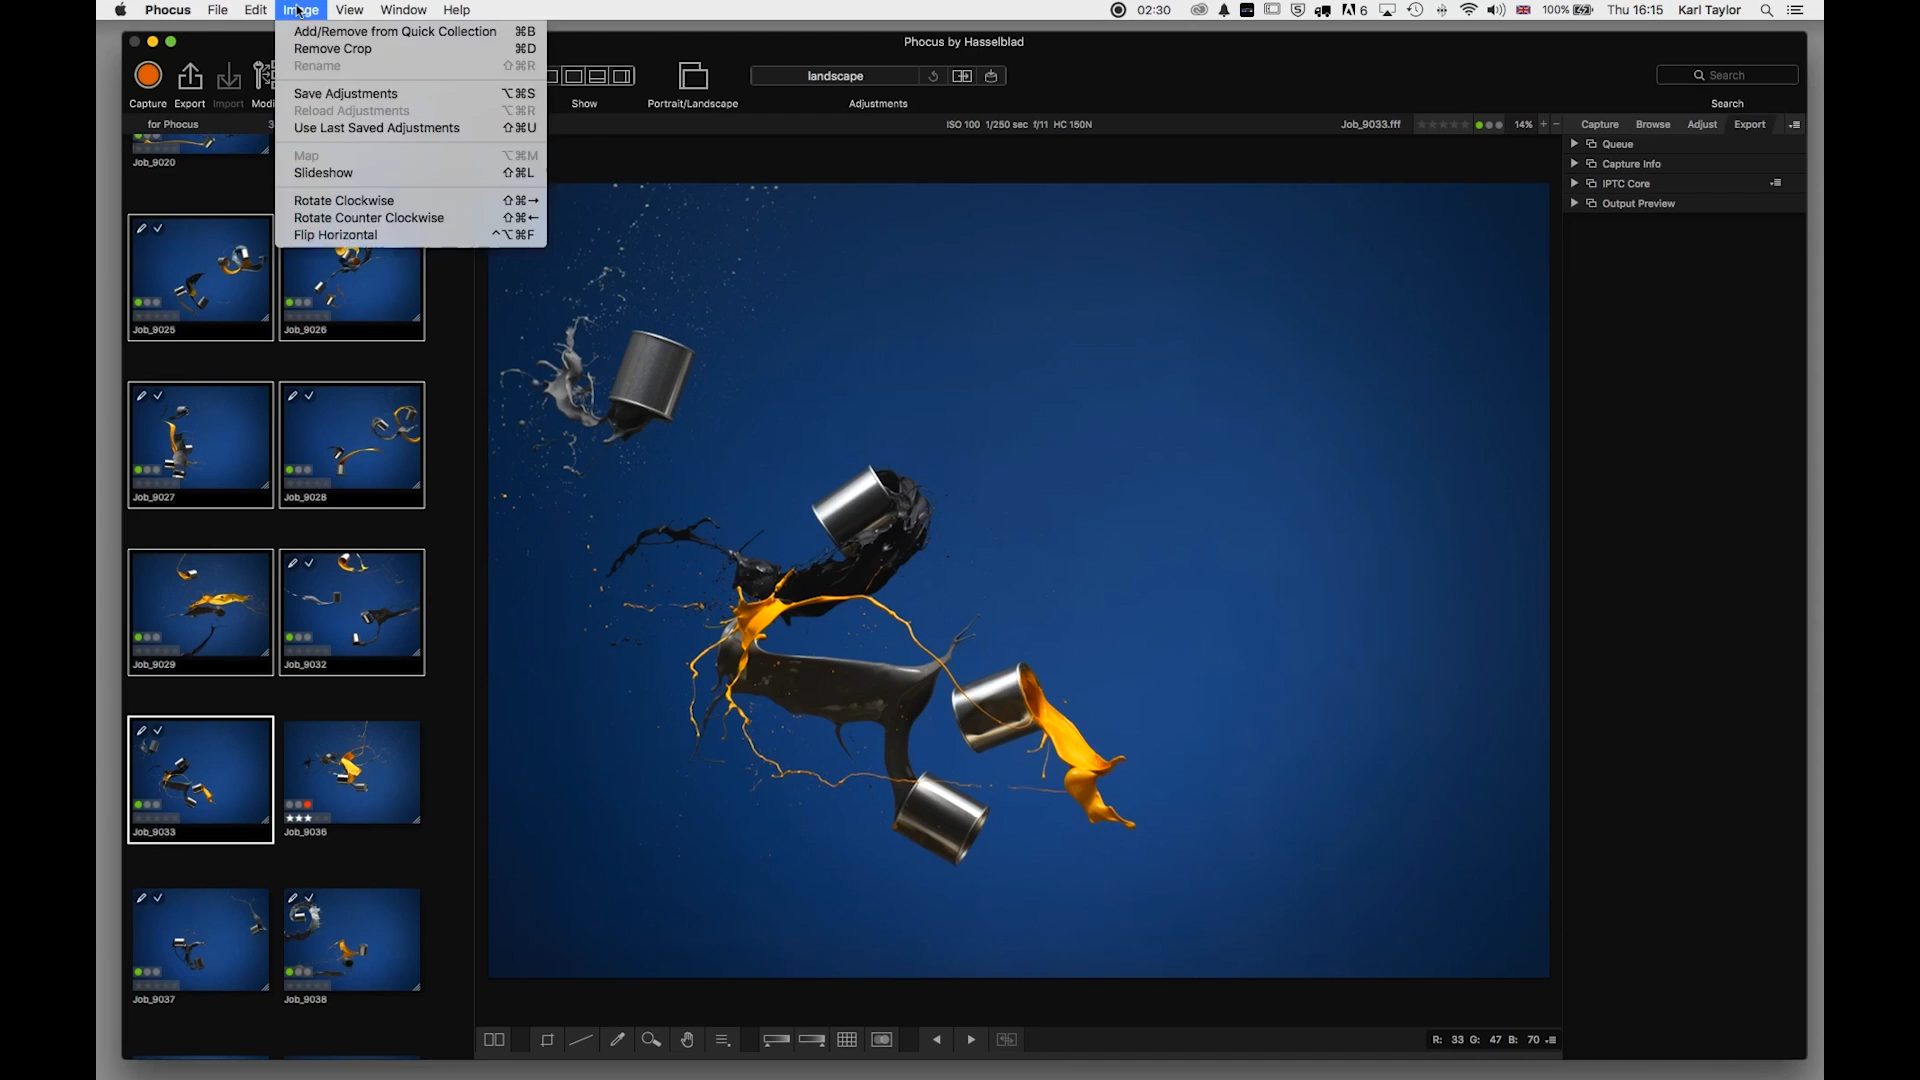 Phocus File Edit Image View Window Help
02:30 6 100% Thu 16:15 Karl Taylor
Add/Remove from Quick Collection ⌘B
Remove Crop ⌘D
Rename ⇧⌘R
Save Adjustments ⌥⌘S
Reload Adjustments ⌥⌘R
Use Last Saved Adjustments ⇧⌘U
Map ⌥⌘M
Slideshow ⇧⌘L
Rotate Clockwise ⇧⌘→
Rotate Counter Clockwise ⇧⌘←
Flip Horizontal ^⌥⌘F
Phocus by Hasselblad
landscape
Search
Capture Export Import Modi
Show Portrait/Landscape Adjustments Search
for Phocus 3
ISO 100 1/250 sec f/11 HC 150N
Job_9033.fff
14% + −
Capture Browse Adjust Export
Queue
Capture Info
IPTC Core
Output Preview
Job_9020
Job_9025
Job_9026
Job_9027
Job_9028
Job_9029
Job_9032
Job_9033
Job_9036
Job_9037
Job_9038
R: 33 G: 47 B: 70